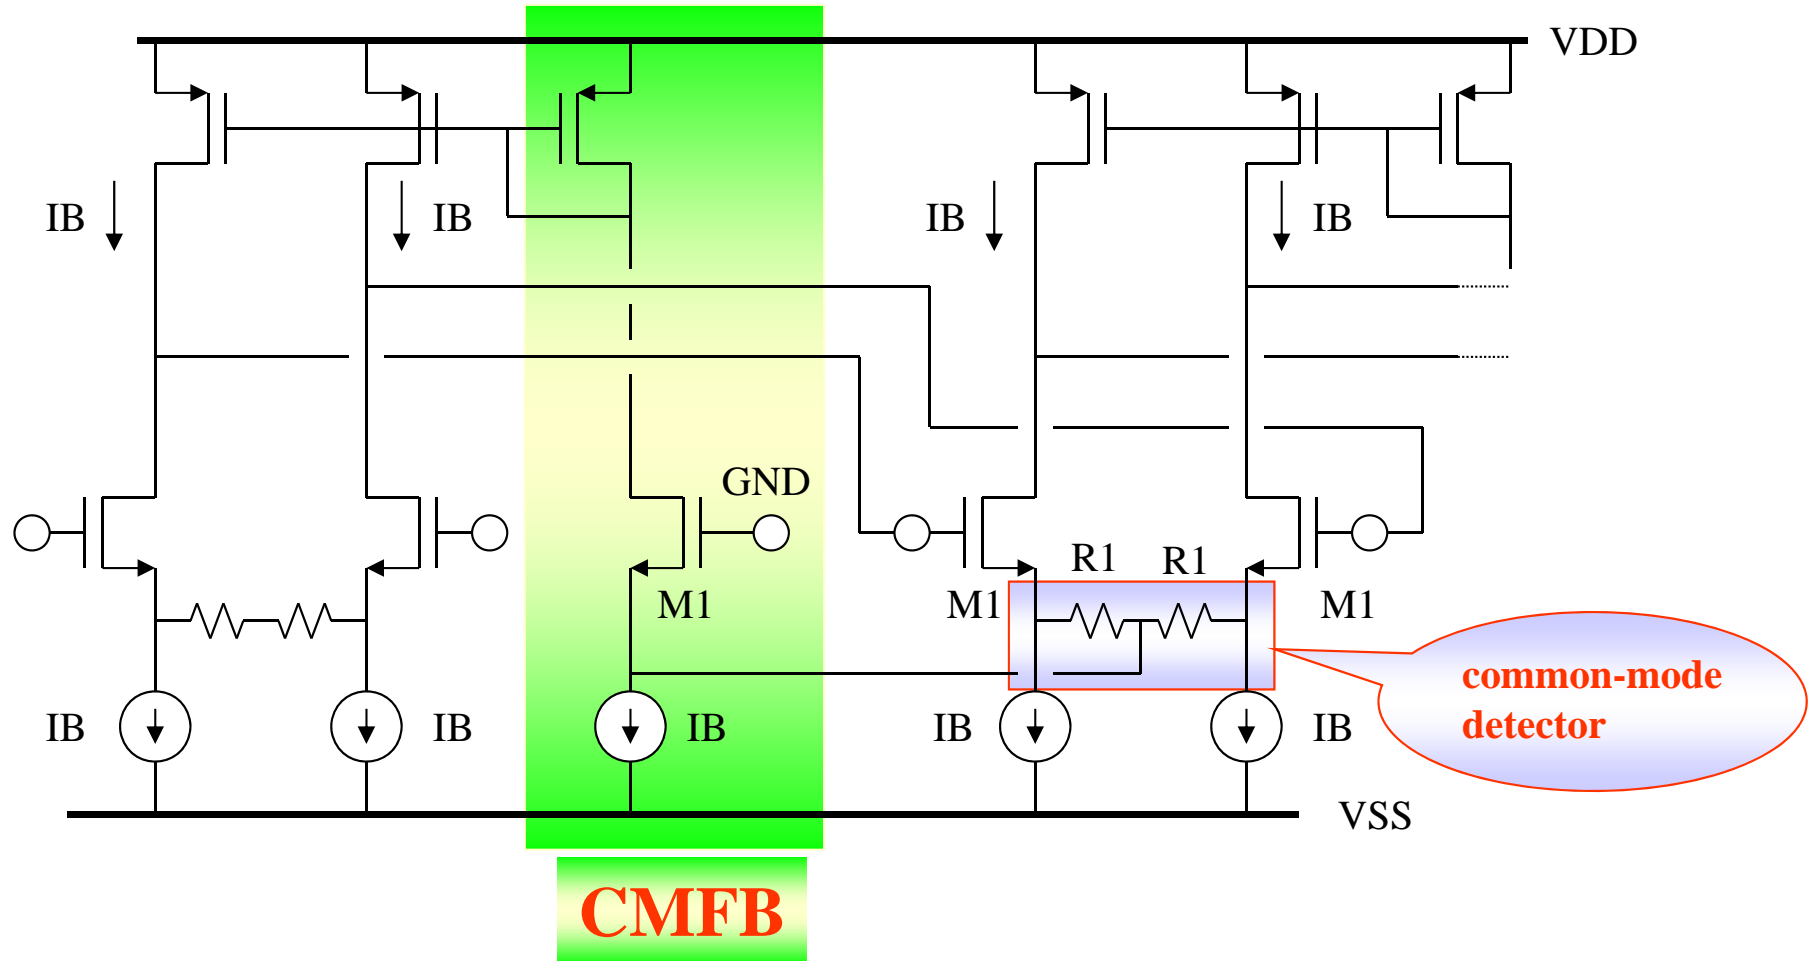 VDD
IB
IB
IB
IB
GND
R1
R1
M1
M1
M1
common-mode
detector
IB
IB
IB
IB
IB
VSS
CMFB